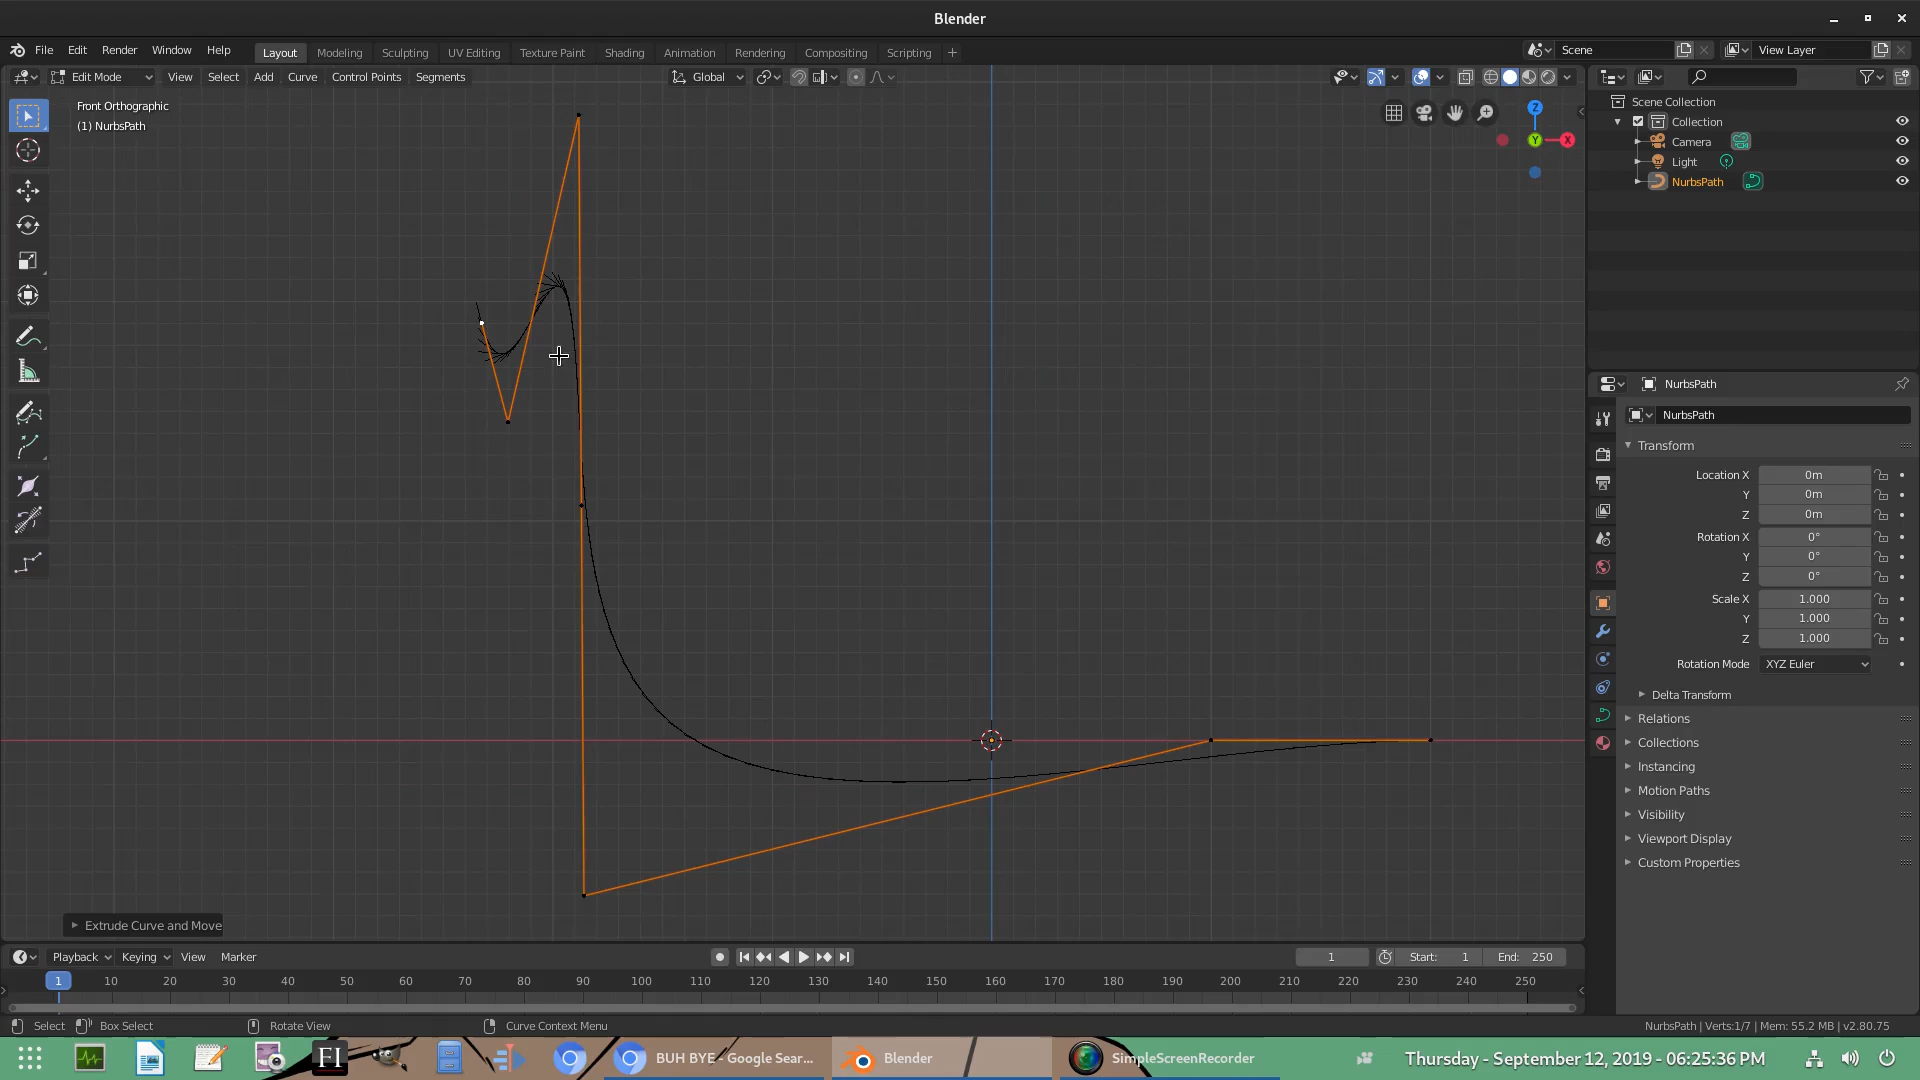 Blender
File Edit Render Window Help Layout Modeling Sculpting UV Editing Texture Paint Shading Animation Rendering Compositing Scripting + Scene View Layer
Edit Mode View Select Add Curve Control Points Segments Global
Front Orthographic
(1) NurbsPath
Z
Y
X
Scene Collection
Collection
Camera
Light
NurbsPath
NurbsPath
NurbsPath
Transform
Location X 0m
Y 0m
Z 0m
Rotation X 0°
Y 0°
Z 0°
Scale X 1.000
Y 1.000
Z 1.000
Rotation Mode XYZ Euler
Delta Transform
Relations
Collections
Instancing
Motion Paths
Visibility
Viewport Display
Custom Properties
Extrude Curve and Move
Playback Keying View Marker 1 Start: 1 End: 250
1 10 20 30 40 50 60 70 80 90 100 110 120 130 140 150 160 170 180 190 200 210 220 230 240 250
Select Box Select Rotate View Curve Context Menu NurbsPath | Verts:1/7 | Mem: 55.2 MB | v2.80.75
FI BUH BYE - Google Sear... Blender SimpleScreenRecorder Thursday - September 12, 2019 - 06:25:36 PM